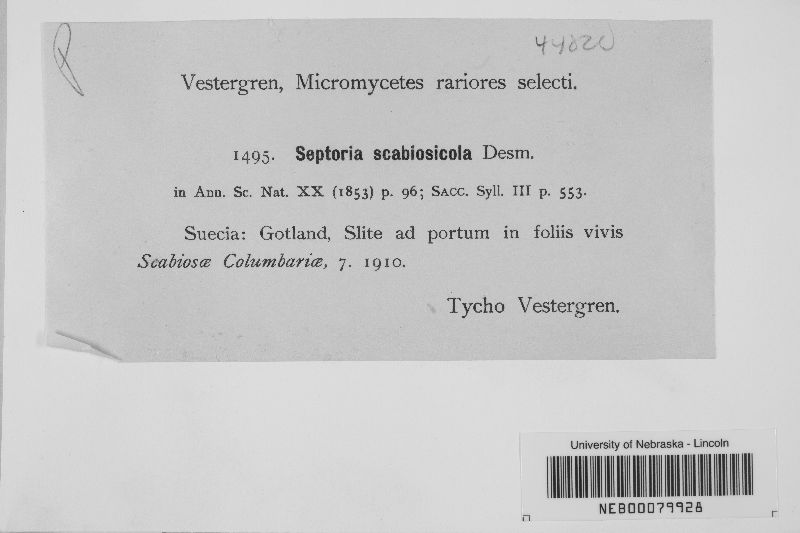 44820
Vestergren, Micromycetes rariores selecti.
1495. Septoria scabiosicola Desm.
in Ann. Sc. Nat. XX (1853) p. 96; SACC. Syll. III p. 553.
Suecia: Gotland, Slite ad portum in foliis vivis
Scabiosæ Columbariæ, 7. 1910.
Tycho Vestergren.
University of Nebraska - Lincoln
NEB00079928